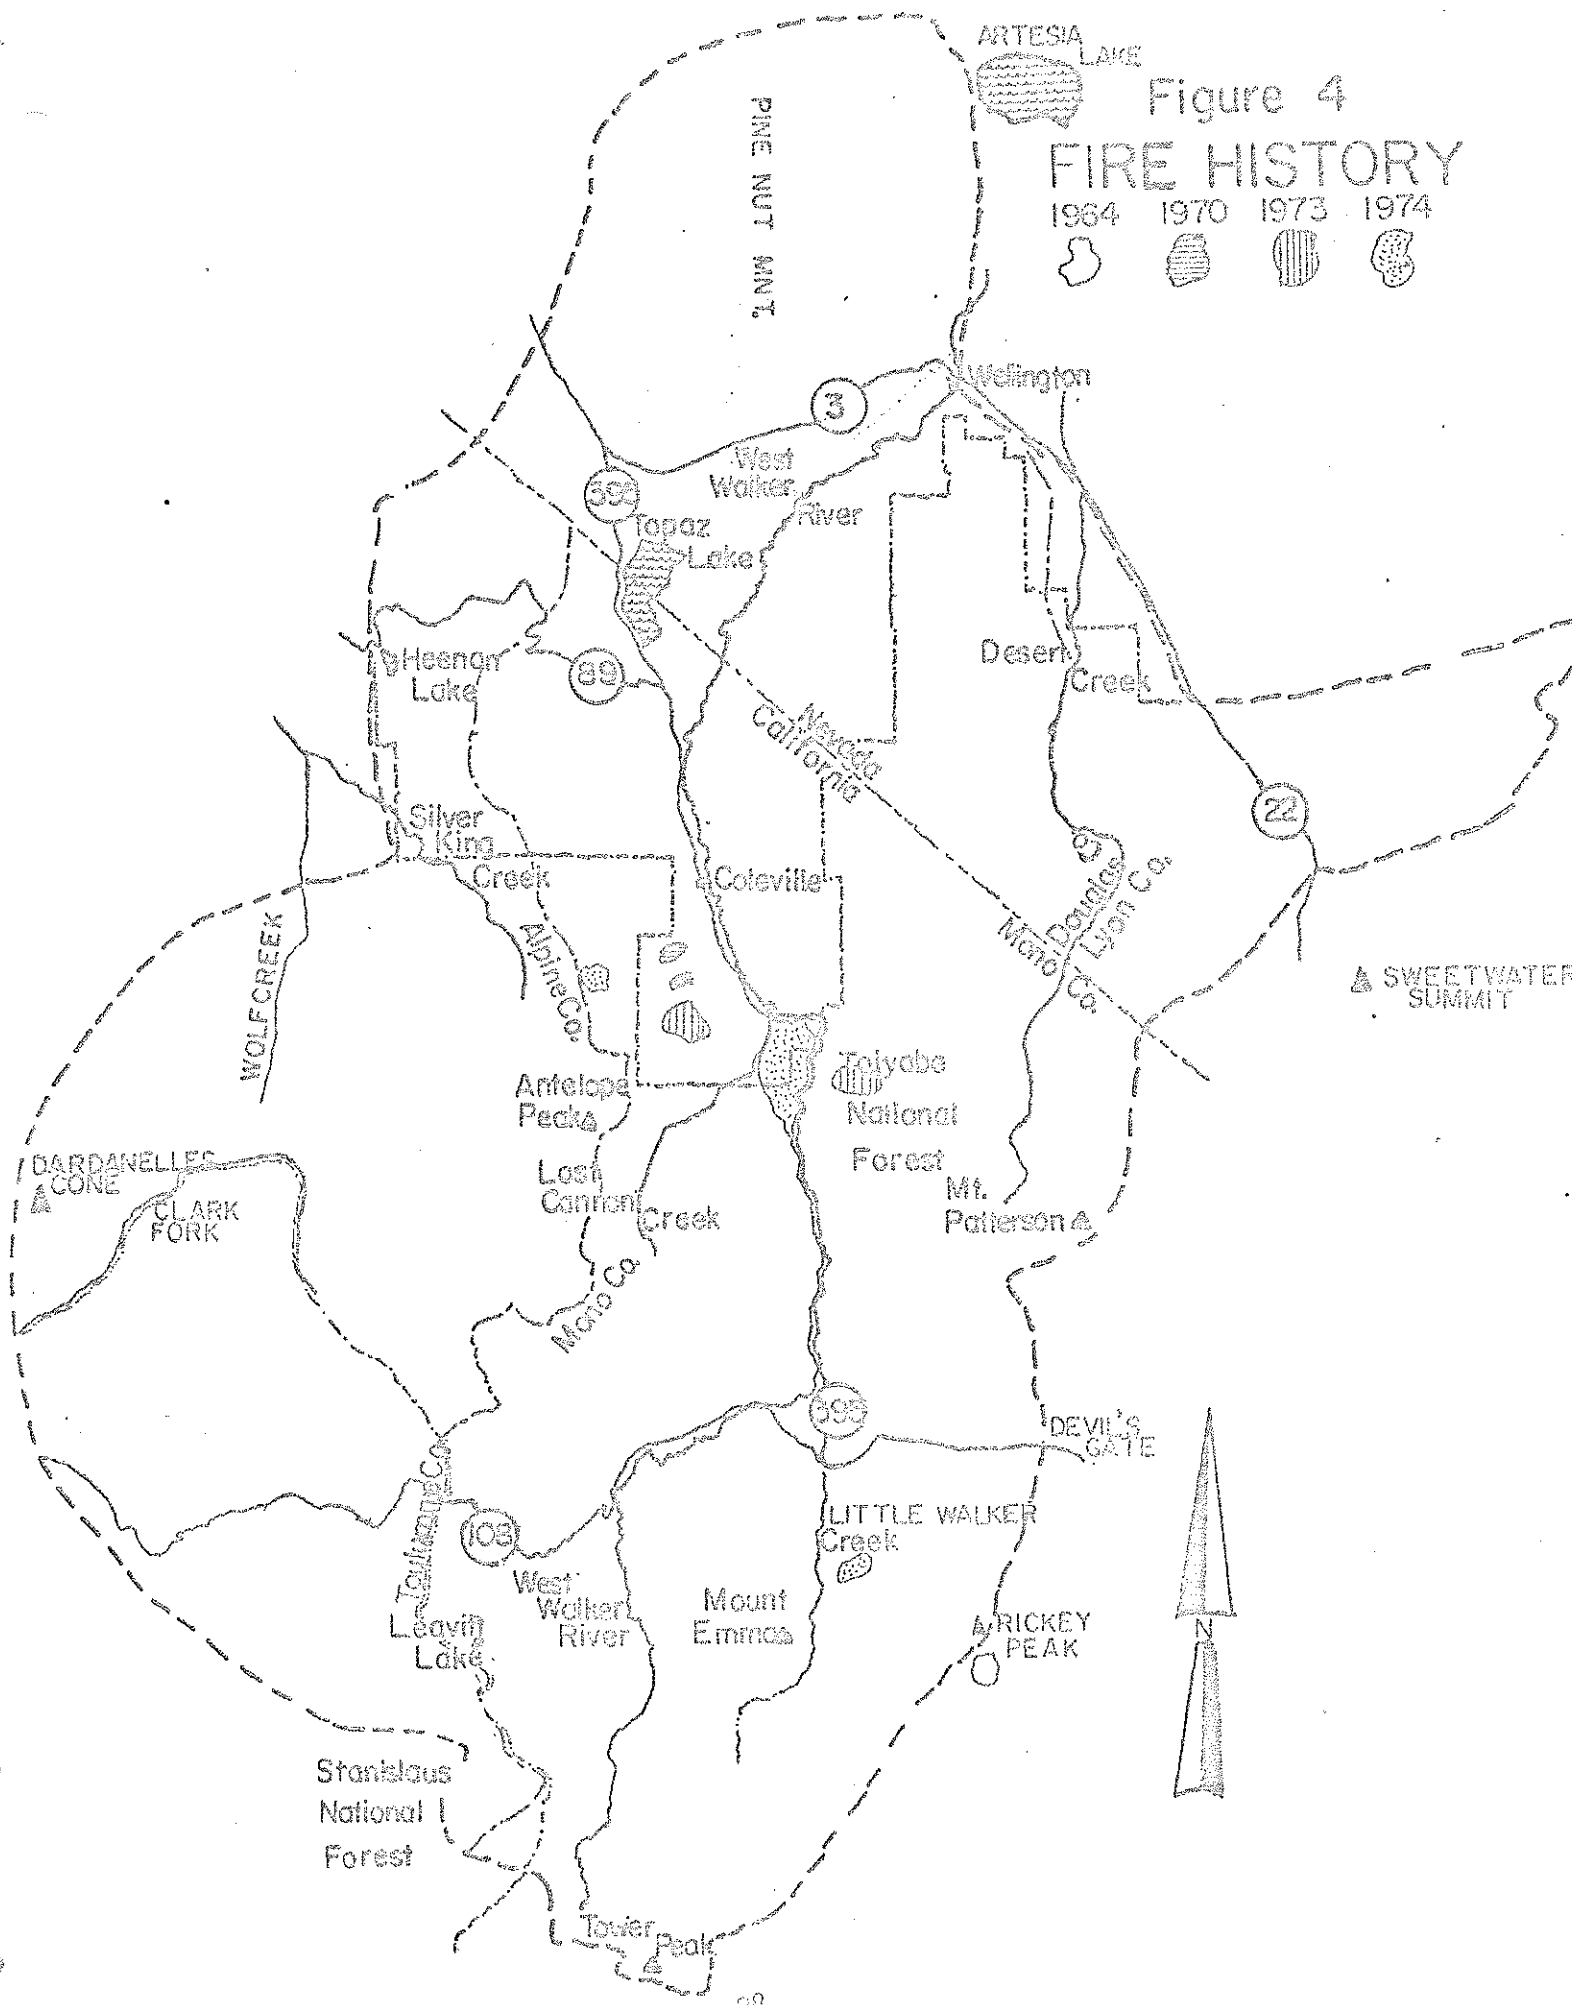 ARTESIA
LAKE
Figure 4
FIRE HISTORY
1964 1970 1973 1974
PINE NUT MNT.
Wellington
3
West
Walker
River
395
Topaz
Lake
Heenan
Lake
89
Desert
Creek
Nevada
California
22
Silver
King
Creek
Coleville
Douglas
Lyon Co.
Mono Co.
WOLFCREEK
Alpine Co.
SWEETWATER
SUMMIT
Antelope
Peak
Toiyabe
National
Forest
DARDANELLES
CONE
CLARK
FORK
Lost
Cannon
Creek
Mt.
Patterson
Mono Co.
395
DEVIL'S
GATE
Toulumne Co.
108
LITTLE WALKER
Creek
West
Walker
River
Mount
Emma
Leavitt
Lake
RICKEY
PEAK
N
Stanislaus
National
Forest
Tower
Peak